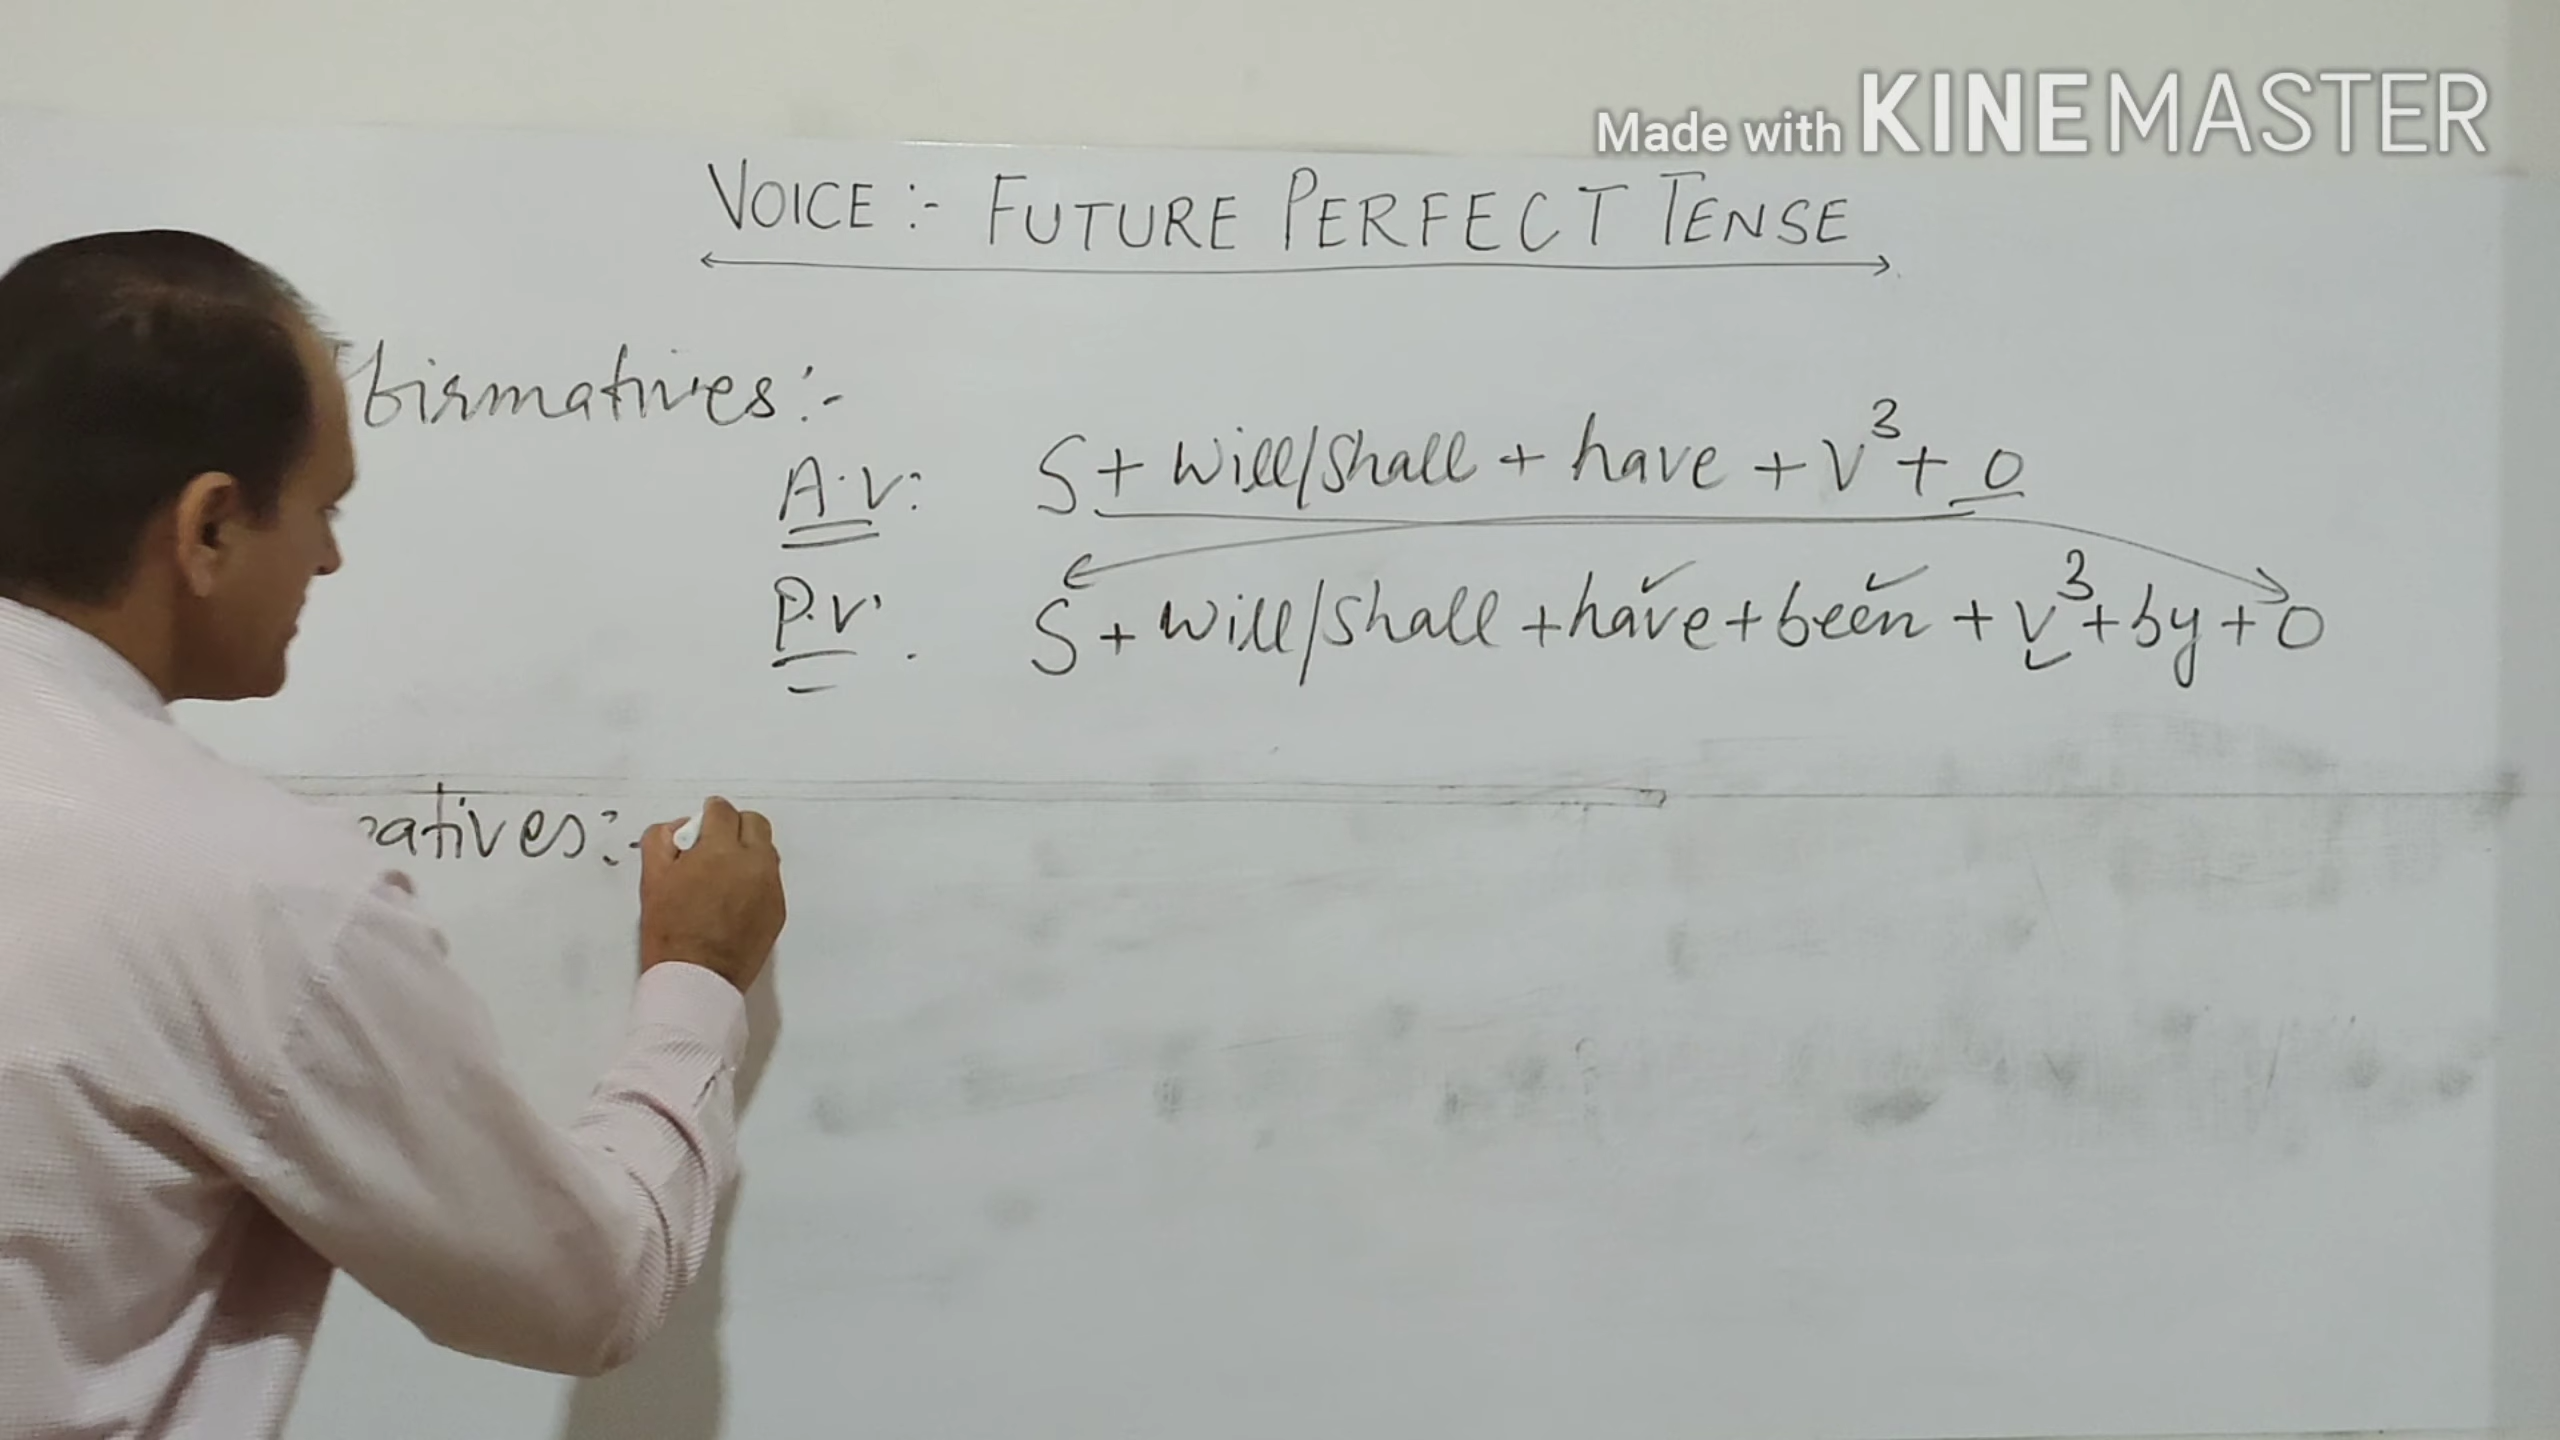 Made with KINEMASTER
VOICE :- FUTURE PERFECT TENSE
ffirmatives :-
A.V: S + will/shall + have + V³ + O
P.V. S + will/shall + have + been + V³ + by + O
atives :-